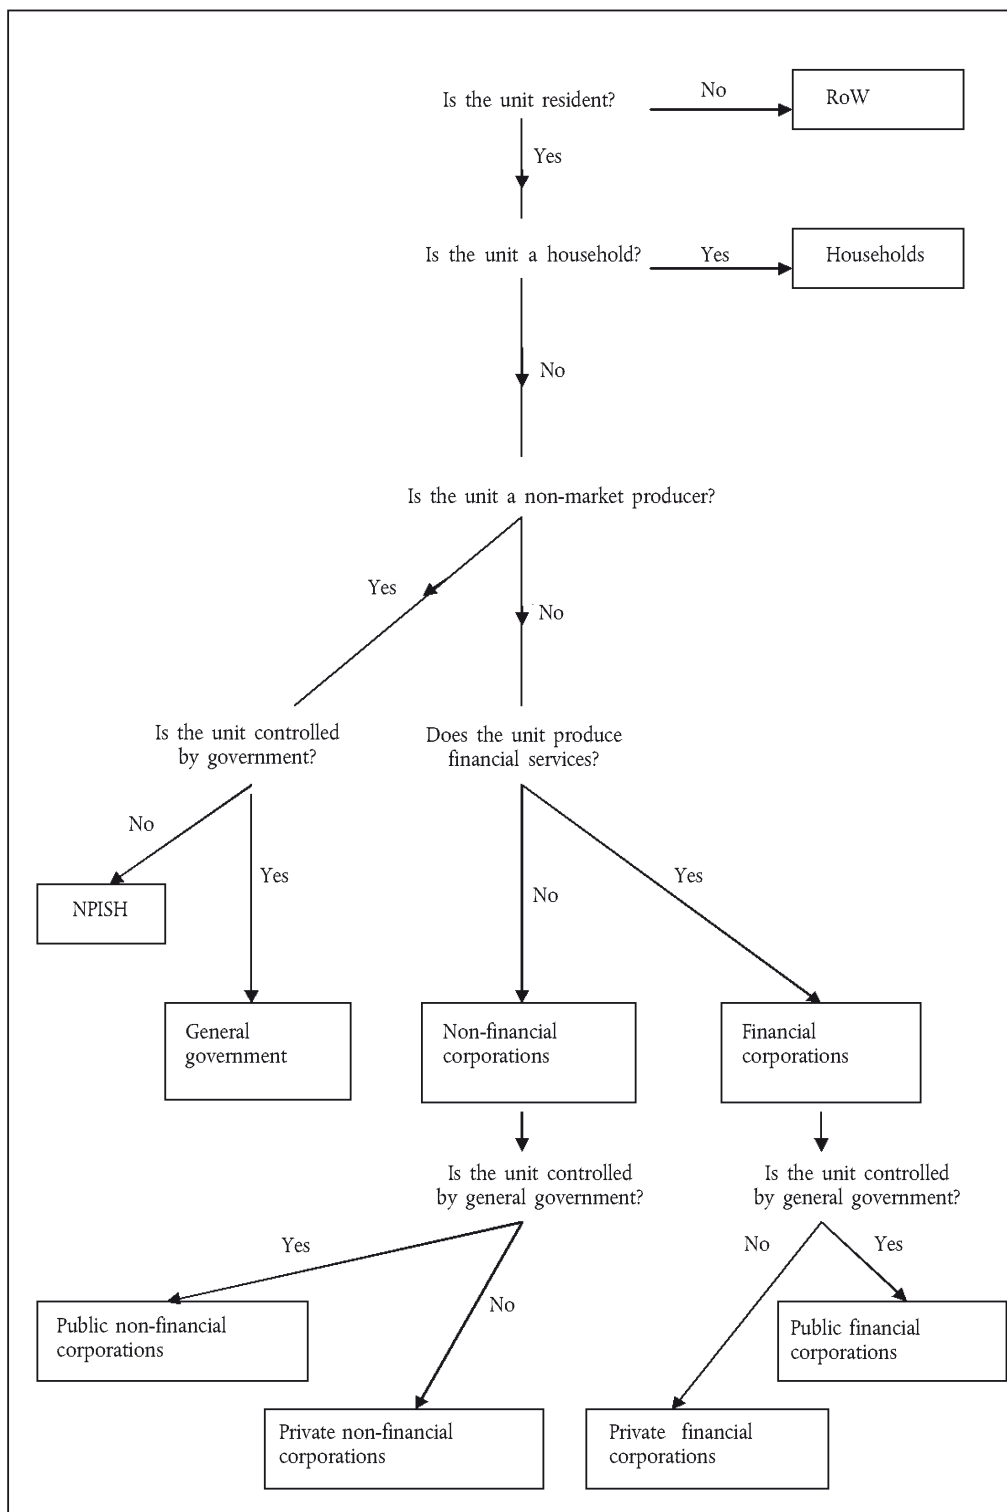 Is the unit resident?
No
RoW
Yes
Is the unit a household?
Yes
Households
No
Is the unit a non-market producer?
Yes
No
Is the unit controlled
by government?
Does the unit produce
financial services?
No
Yes
No
Yes
NPISH
General
government
Non-financial
corporations
Financial
corporations
Is the unit controlled
by general government?
Is the unit controlled
by general government?
Yes
No
No
Yes
Public non-financial
corporations
Public financial
corporations
Private non-financial
corporations
Private financial
corporations